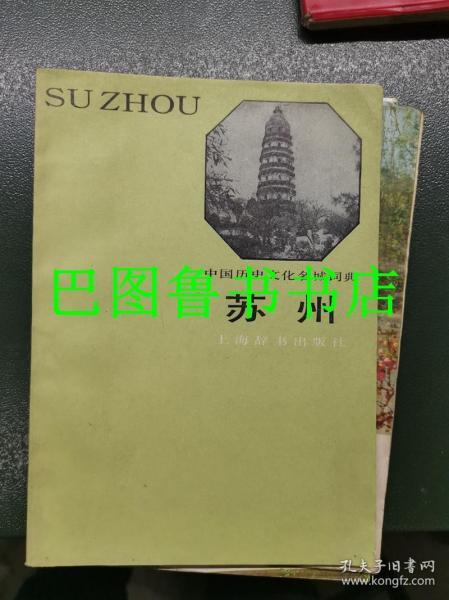 SU ZHOU
中国历史文化名城词典
巴图鲁书店
苏州
上海辞书出版社
孔夫子旧书网
www.kongfz.com